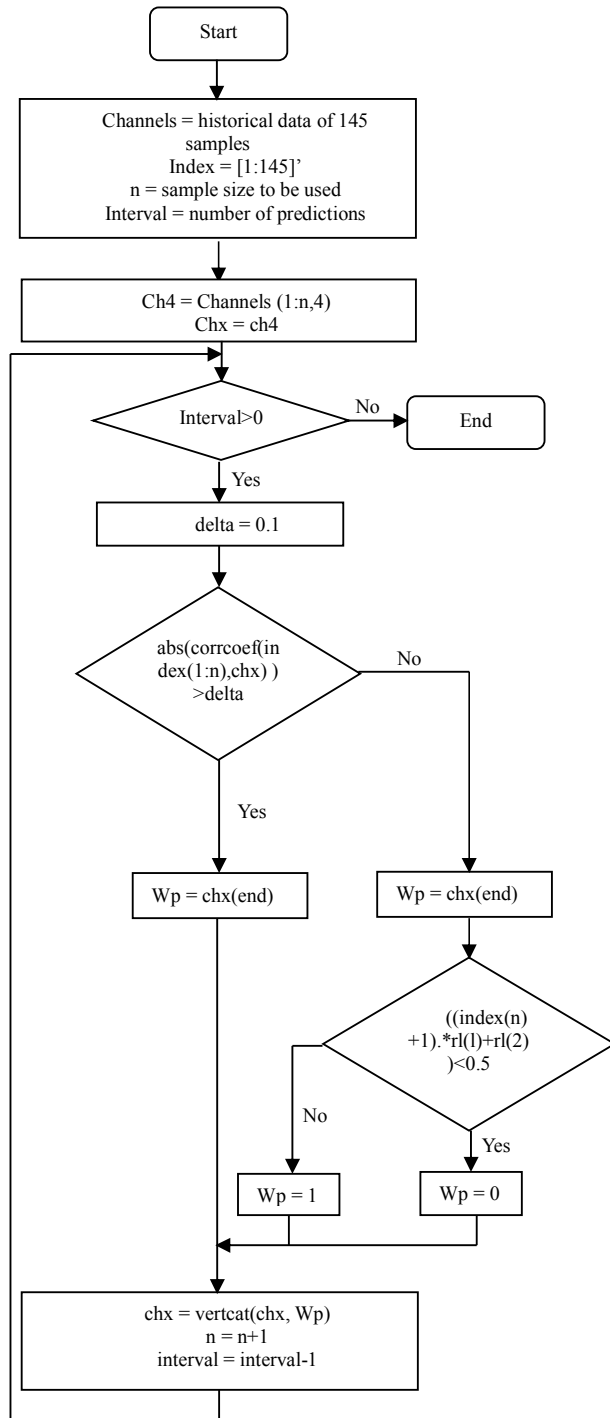 Start
Channels = historical data of 145
samples
Index = [1:145]’
n = sample size to be used
Interval = number of predictions
Ch4 = Channels (1:n,4)
Chx = ch4
Interval>0
No
End
Yes
delta = 0.1
abs(corrcoef(in
dex(1:n),chx) )
>delta
No
Yes
Wp = chx(end)
Wp = chx(end)
((index(n)
+1).*rl(l)+rl(2)
)<0.5
No
Yes
Wp = 1
Wp = 0
chx = vertcat(chx, Wp)
n = n+1
interval = interval-1